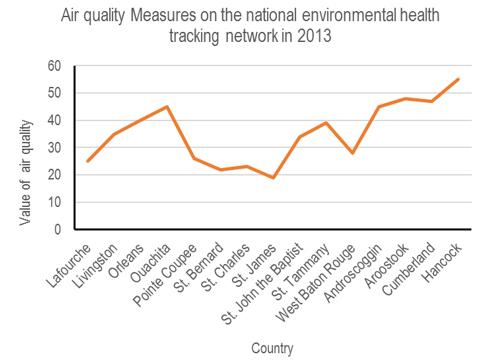 Air quality Measures on the national environmental health
tracking network in 2013
60
50
40
30
20
10
0
Value of air quality
Lafourche
Livingston
Orleans
Ouachita
Pointe Coupee
St. Bernard
St. Charles
St. James
St. John the Baptist
St. Tammany
West Baton Rouge
Androscoggin
Aroostook
Cumberland
Hancock
Country